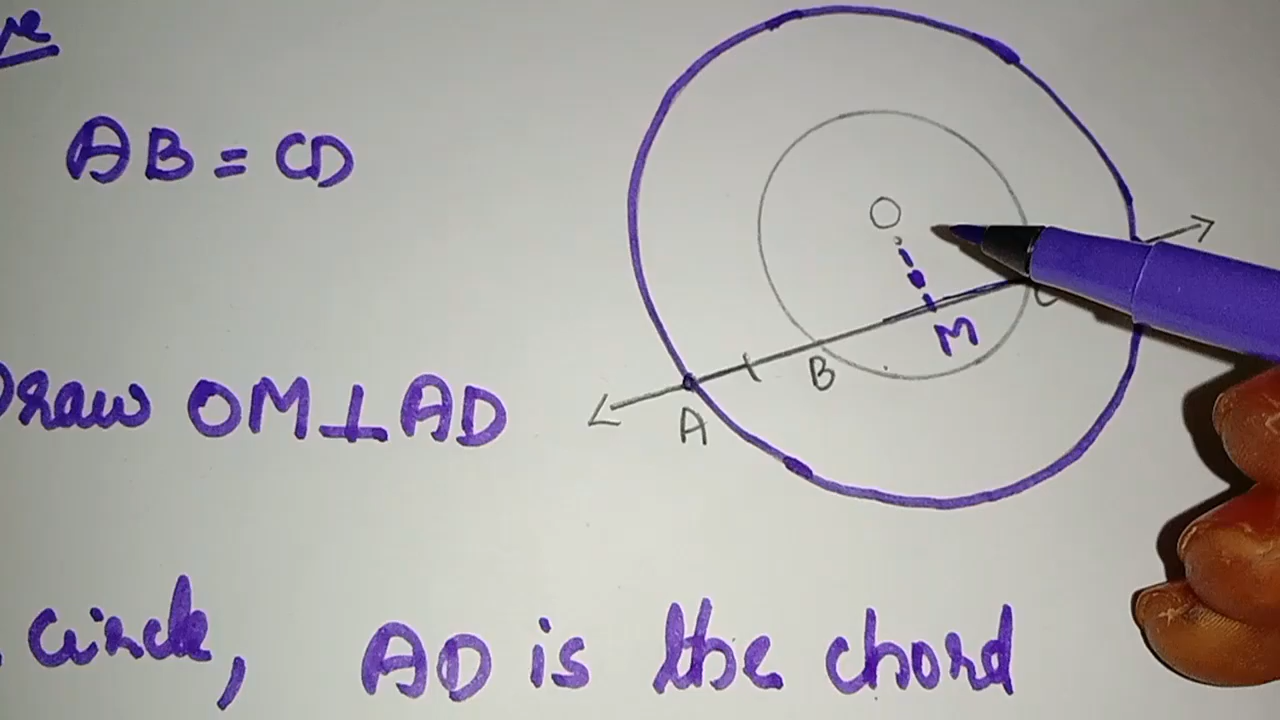 AB = CD
Draw OM⊥AD
circle, AD is the chord
O
M
B
A